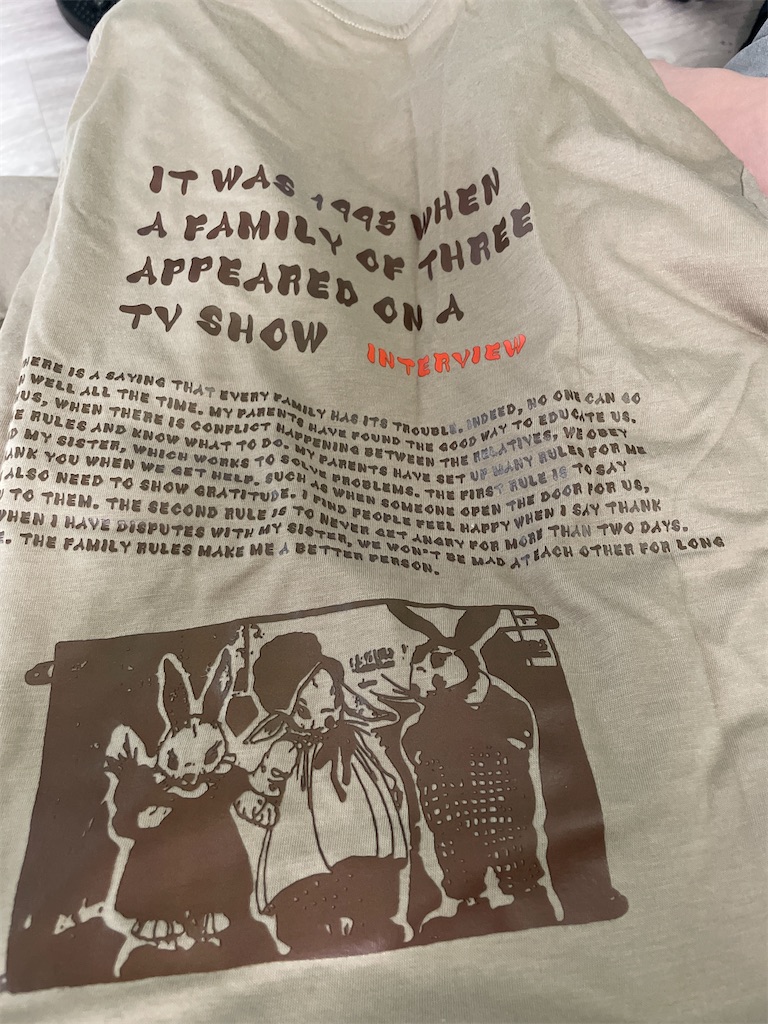 IT WAS 1995 WHEN
A FAMILY OF THREE
APPEARED ON A
TV SHOW INTERVIEW
HERE IS A SAYING THAT EVERY FAMILY HAS ITS TROUBLE. INDEED, NO ONE CAN GO
WELL ALL THE TIME. MY PARENTS HAVE FOUND THE GOOD WAY TO EDUCATE US.
US, WHEN THERE IS CONFLICT HAPPENING BETWEEN THE RELATIVES, WE OBEY
E RULES AND KNOW WHAT TO DO. MY PARENTS HAVE SET UP MANY RULES FOR ME
D MY SISTER, WHICH WORKS TO SOLVE PROBLEMS. THE FIRST RULE IS TO SAY
ANK YOU WHEN WE GET HELP. SUCH AS WHEN SOMEONE OPEN THE DOOR FOR US,
ALSO NEED TO SHOW GRATITUDE. I FIND PEOPLE FEEL HAPPY WHEN I SAY THANK
U TO THEM. THE SECOND RULE IS TO NEVER GET ANGRY FOR MORE THAN TWO DAYS.
WHEN I HAVE DISPUTES WITH MY SISTER, WE WON'T BE MAD AT EACH OTHER FOR LONG
E. THE FAMILY RULES MAKE ME A BETTER PERSON.